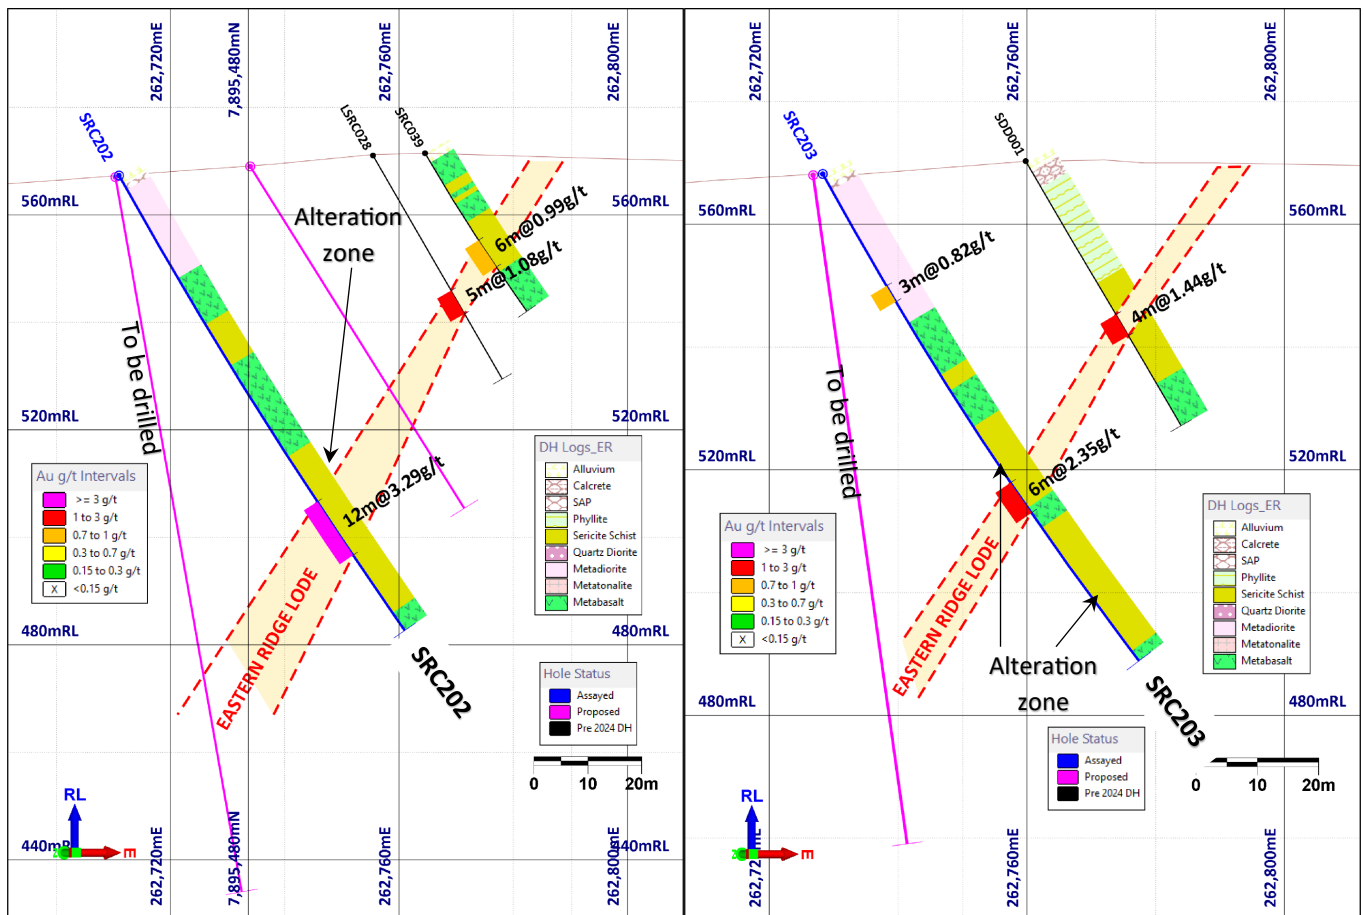 262,720mE
7,895,480mN
262,760mE
262,800mE
SRC202
LSRC028
SRC039
560mRL
560mRL
Alteration
zone
6m@0.99g/t
5m@1.08g/t
To be drilled
520mRL
520mRL
12m@3.29g/t
Au g/t Intervals
>= 3 g/t
1 to 3 g/t
0.7 to 1 g/t
0.3 to 0.7 g/t
0.15 to 0.3 g/t
X <0.15 g/t
DH Logs_ER
Alluvium
Calcrete
SAP
Phyllite
Sericite Schist
Quartz Diorite
Metadiorite
Metatonalite
Metabasalt
EASTERN RIDGE LODE
480mRL
480mRL
SRC202
Hole Status
Assayed
Proposed
Pre 2024 DH
0 10 20m
RL
E
440mRL
440mRL
262,720mE
7,895,480mN
262,760mE
262,800mE
262,720mE
262,760mE
262,800mE
SRC203
SDD001
560mRL
560mRL
3m@0.82g/t
4m@1.44g/t
To be drilled
520mRL
520mRL
6m@2.35g/t
Au g/t Intervals
>= 3 g/t
1 to 3 g/t
0.7 to 1 g/t
0.3 to 0.7 g/t
0.15 to 0.3 g/t
X <0.15 g/t
DH Logs_ER
Alluvium
Calcrete
SAP
Phyllite
Sericite Schist
Quartz Diorite
Metadiorite
Metatonalite
Metabasalt
EASTERN RIDGE LODE
Alteration
zone
SRC203
480mRL
480mRL
Hole Status
Assayed
Proposed
Pre 2024 DH
0 10 20m
RL
E
262,720mE
262,760mE
262,800mE